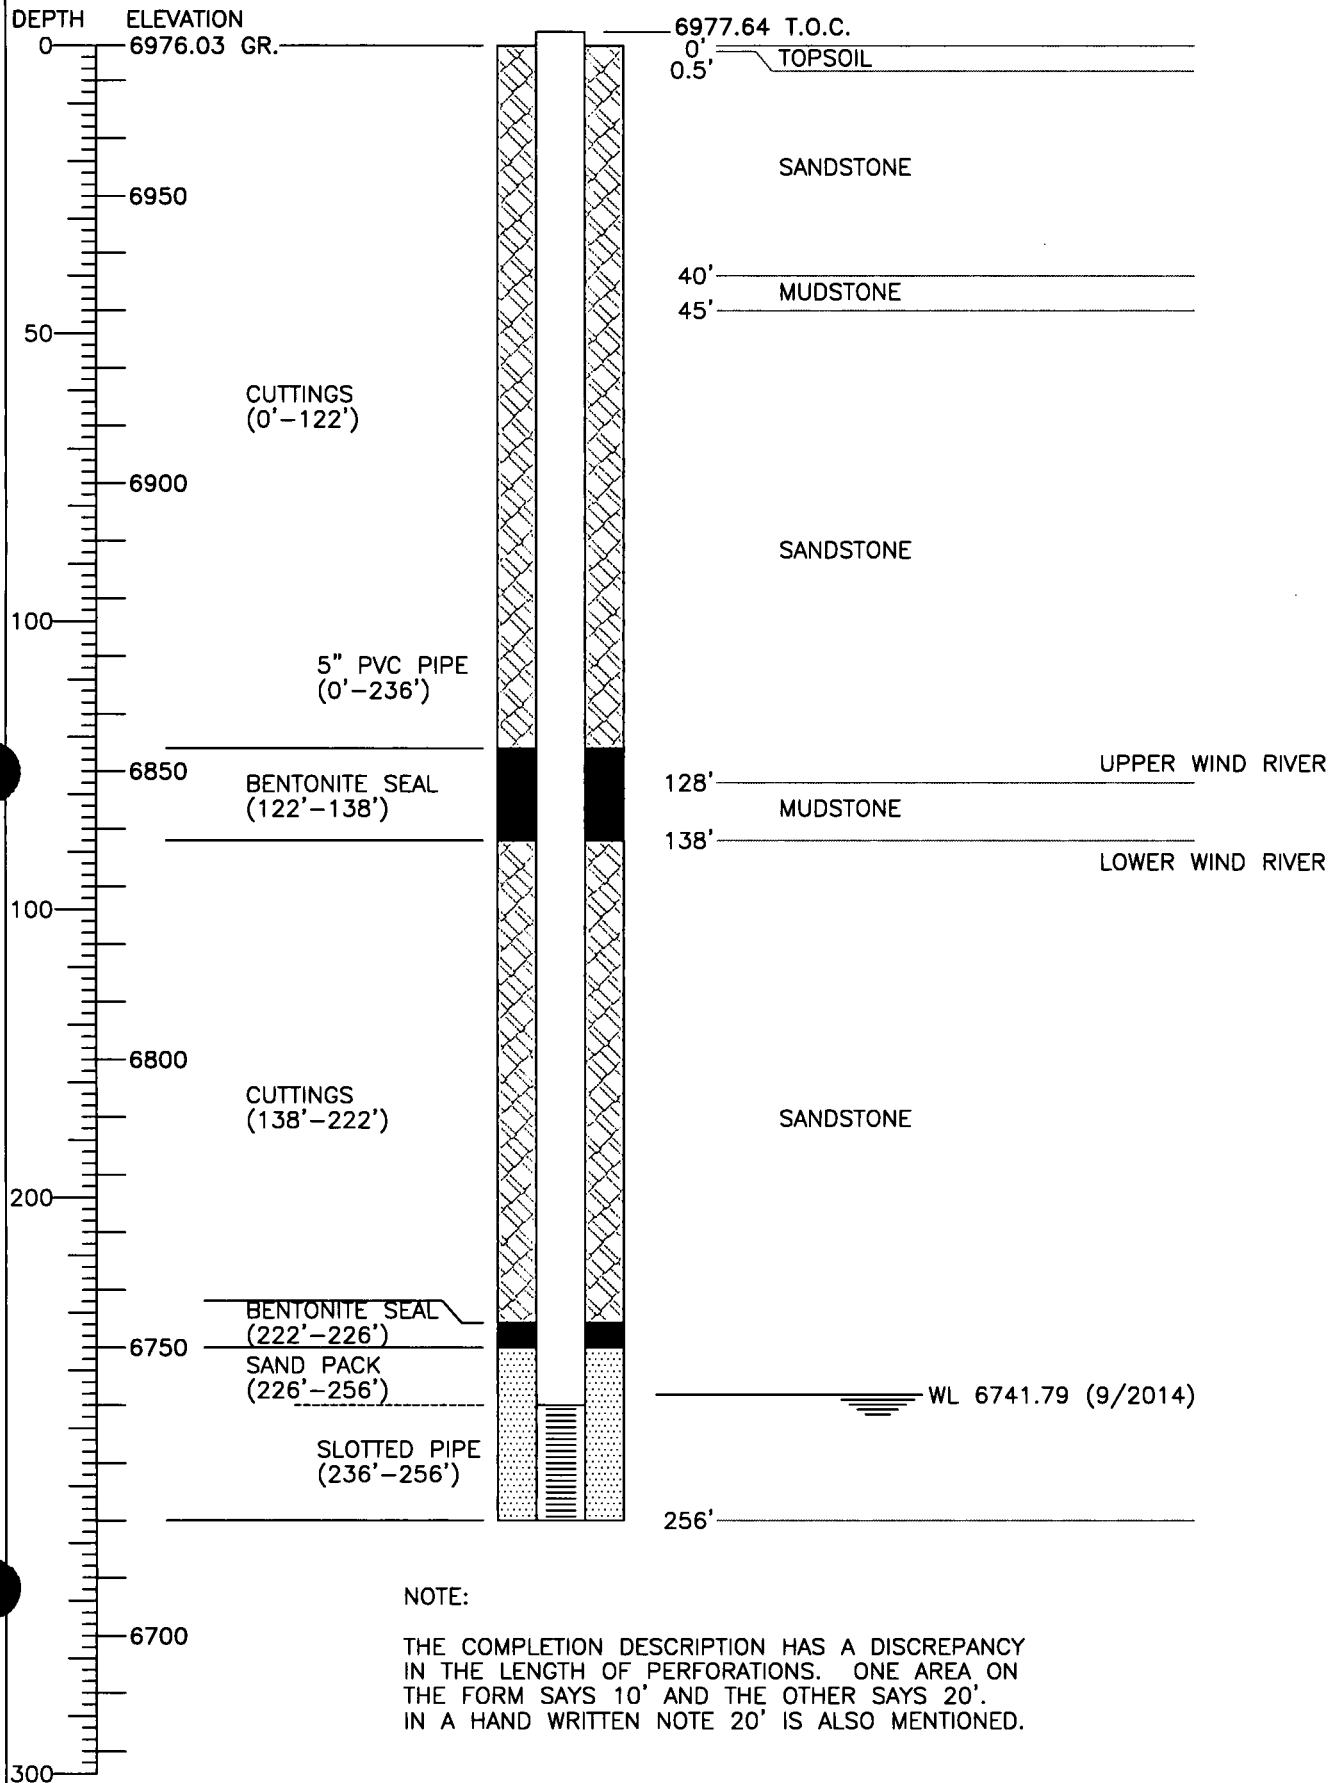 DEPTH ELEVATION
0 6976.03 GR.
6977.64 T.O.C.
0'
TOPSOIL
0.5'
SANDSTONE
6950
40'
MUDSTONE
45'
50
CUTTINGS
(0'-122')
6900
SANDSTONE
100
5" PVC PIPE
(0'-236')
UPPER WIND RIVER
6850
BENTONITE SEAL
(122'-138')
128'
MUDSTONE
138'
LOWER WIND RIVER
100
6800
CUTTINGS
(138'-222')
SANDSTONE
200
BENTONITE SEAL
(222'-226')
6750
SAND PACK
(226'-256')
WL 6741.79 (9/2014)
SLOTTED PIPE
(236'-256')
256'
NOTE:
6700
THE COMPLETION DESCRIPTION HAS A DISCREPANCY
IN THE LENGTH OF PERFORATIONS. ONE AREA ON
THE FORM SAYS 10' AND THE OTHER SAYS 20'.
IN A HAND WRITTEN NOTE 20' IS ALSO MENTIONED.
300